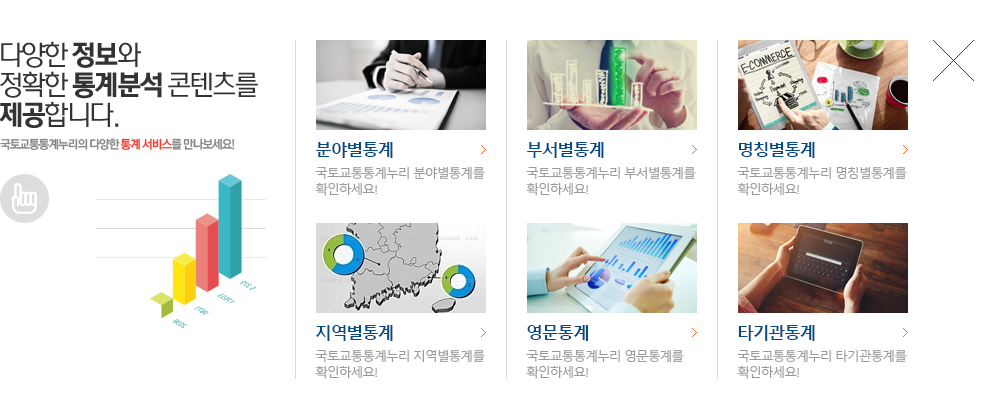 다양한 정보와
정확한 통계분석 콘텐츠를
제공합니다.
국토교통통계누리의 다양한 통계 서비스를 만나보세요!
분야별통계
국토교통통계누리 분야별통계를
확인하세요!
부서별통계
국토교통통계누리 부서별통계를
확인하세요!
E-COMMERCE
명칭별통계
국토교통통계누리 명칭별통계를
확인하세요!
지역별통계
국토교통통계누리 지역별통계를
확인하세요!
영문통계
국토교통통계누리 영문통계를
확인하세요!
타기관통계
국토교통통계누리 타기관통계를
확인하세요!